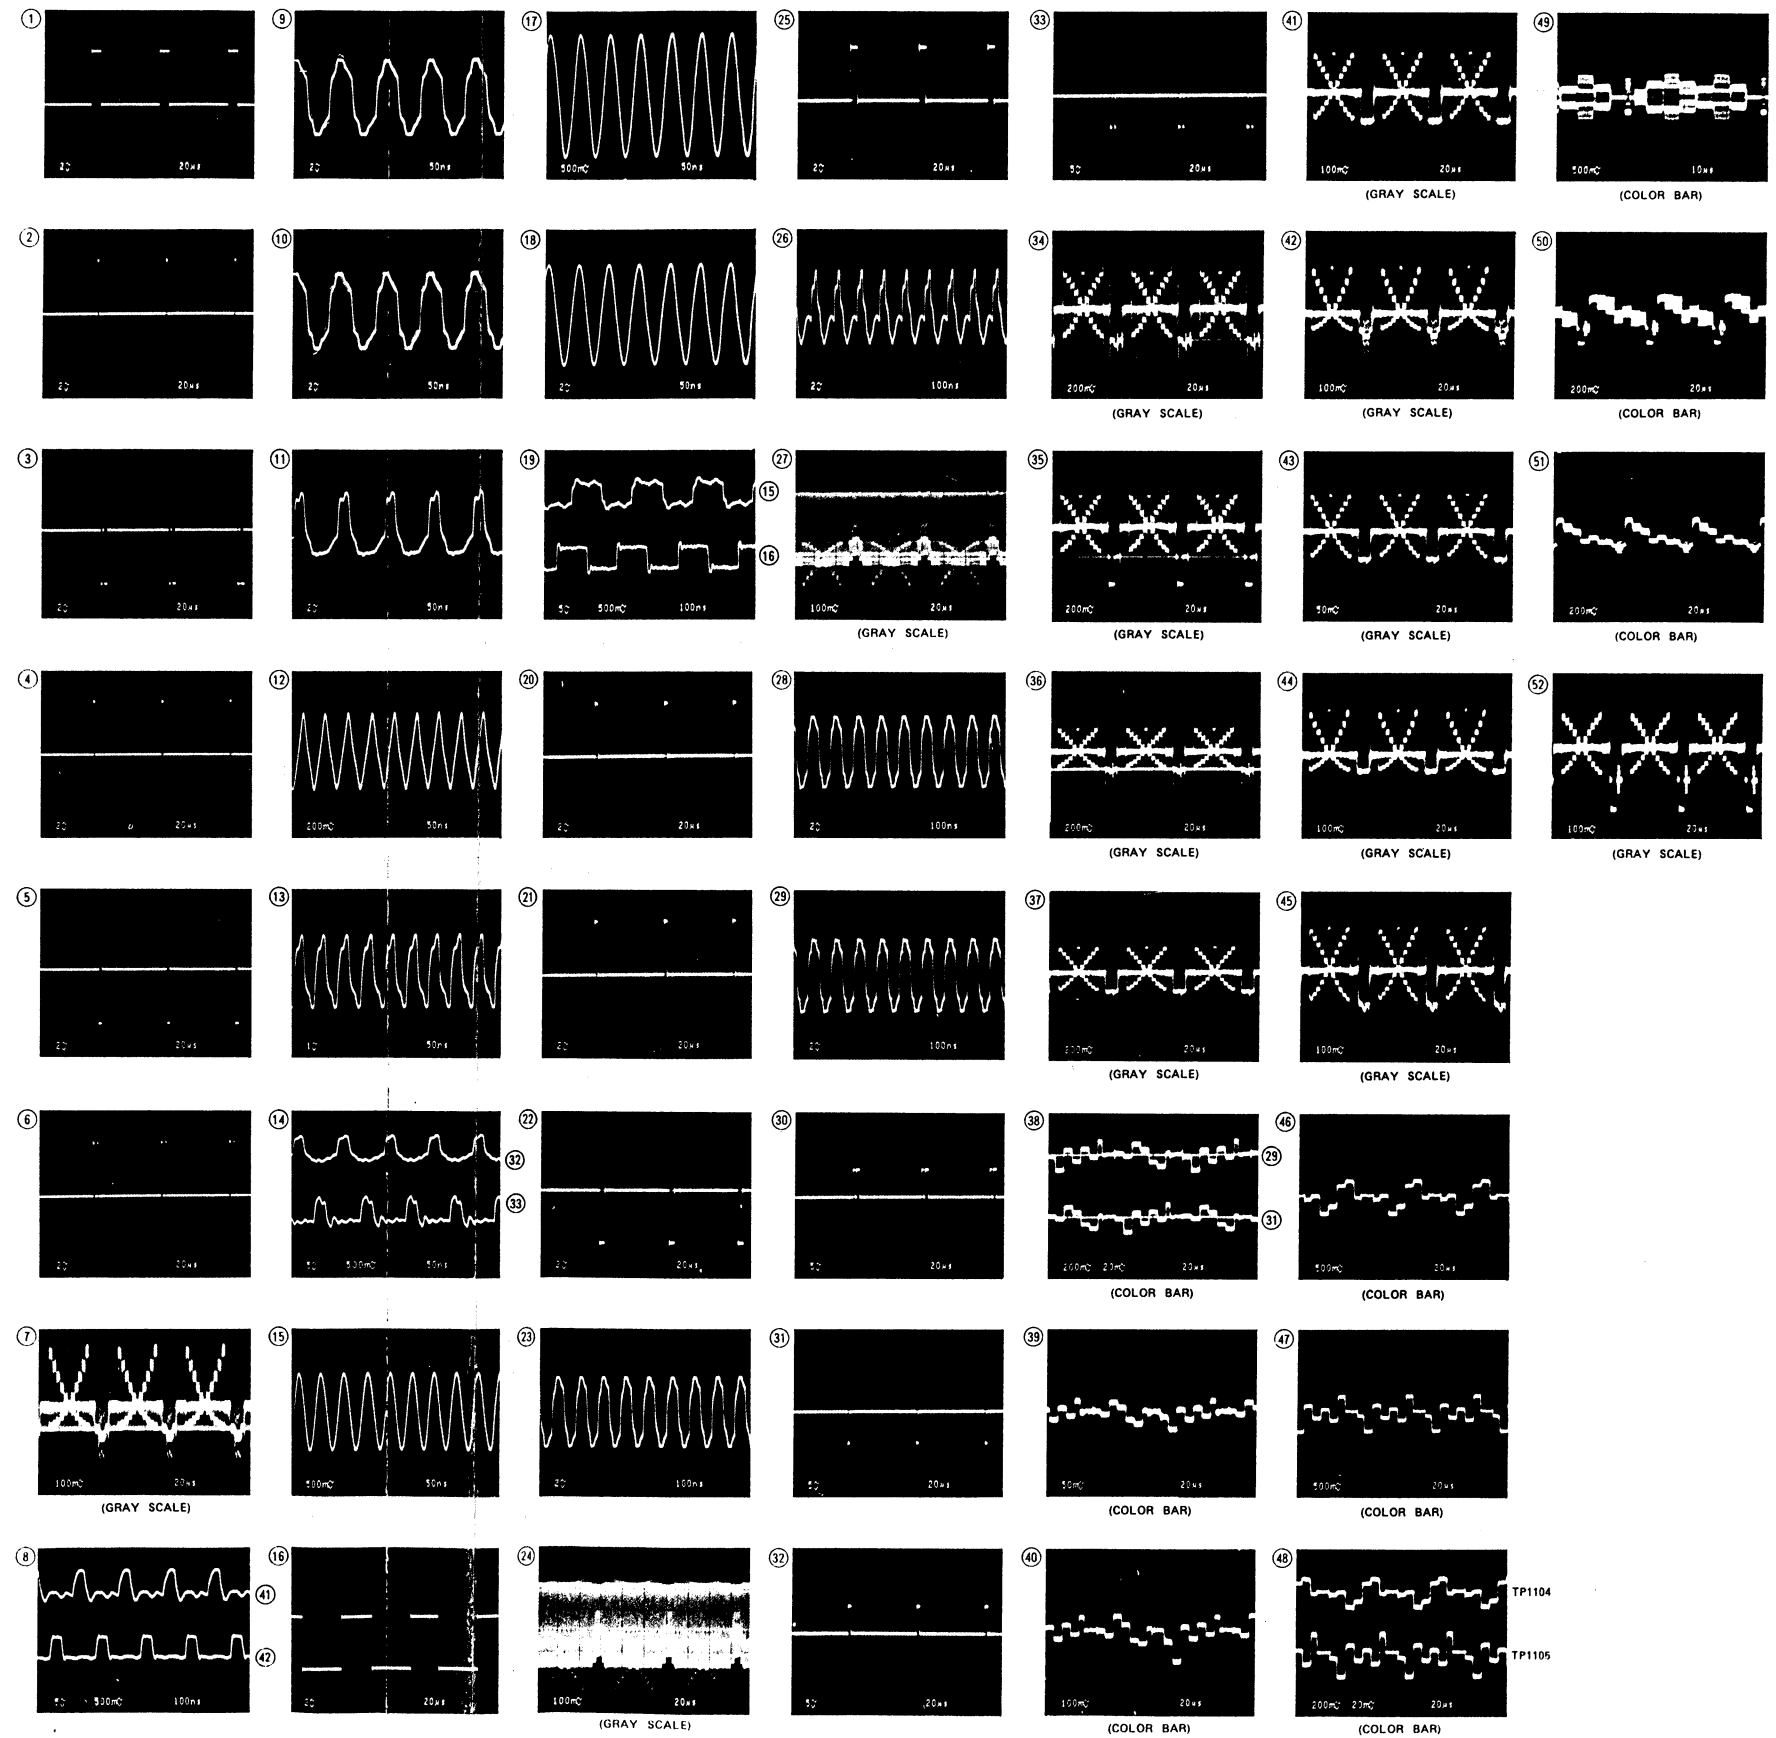 ① 2V 20µs
⑨ 2V 50ns
⑰ 500mV 50ns
㉕ 2V 20µs
㉝ 5V 20µs
㊶ 100mV 20µs
(GRAY SCALE)
㊾ 500mV 10µs
(COLOR BAR)
② 2V 20µs
⑩ 2V 50ns
⑱ 2V 50ns
㉖ 2V 100ns
㉞ 200mV 20µs
(GRAY SCALE)
㊷ 100mV 20µs
(GRAY SCALE)
㊿ 200mV 20µs
(COLOR BAR)
③ 2V 20µs
⑪ 2V 50ns
⑲ ⑮ ⑯ 5V 500mV 100ns
㉗ 100mV 20µs
(GRAY SCALE)
㉟ 200mV 20µs
(GRAY SCALE)
㊸ 50mV 20µs
(GRAY SCALE)
(51) 200mV 20µs
(COLOR BAR)
④ 2V 20µs
⑫ 200mV 50ns
⑳ 2V 20µs
㉘ 2V 100ns
㊱ 200mV 20µs
(GRAY SCALE)
㊹ 100mV 20µs
(GRAY SCALE)
(52) 100mV 20µs
(GRAY SCALE)
⑤ 2V 20µs
⑬ 1V 50ns
㉑ 2V 20µs
㉙ 2V 100ns
㊲ 200mV 20µs
(GRAY SCALE)
㊺ 100mV 20µs
(GRAY SCALE)
⑥ 2V 20µs
⑭ ㉜ ㉝ 5V 500mV 50ns
㉒ 2V 20µs
㉚ 5V 20µs
㊳ ㉙ ㉛ 200mV 20mV 20µs
(COLOR BAR)
㊻ 500mV 20µs
(COLOR BAR)
⑦ 100mV 20µs
(GRAY SCALE)
⑮ 500mV 50ns
㉓ 2V 100ns
㉛ 5V 20µs
㊴ 50mV 20µs
(COLOR BAR)
㊼ 500mV 20µs
(COLOR BAR)
⑧ ㊶ ㊷ 5V 500mV 100ns
⑯ 2V 20µs
㉔ 100mV 20µs
(GRAY SCALE)
㉜ 5V 20µs
㊵ 100mV 20µs
(COLOR BAR)
㊽ TP1104
TP1105
200mV 20mV 20µs
(COLOR BAR)